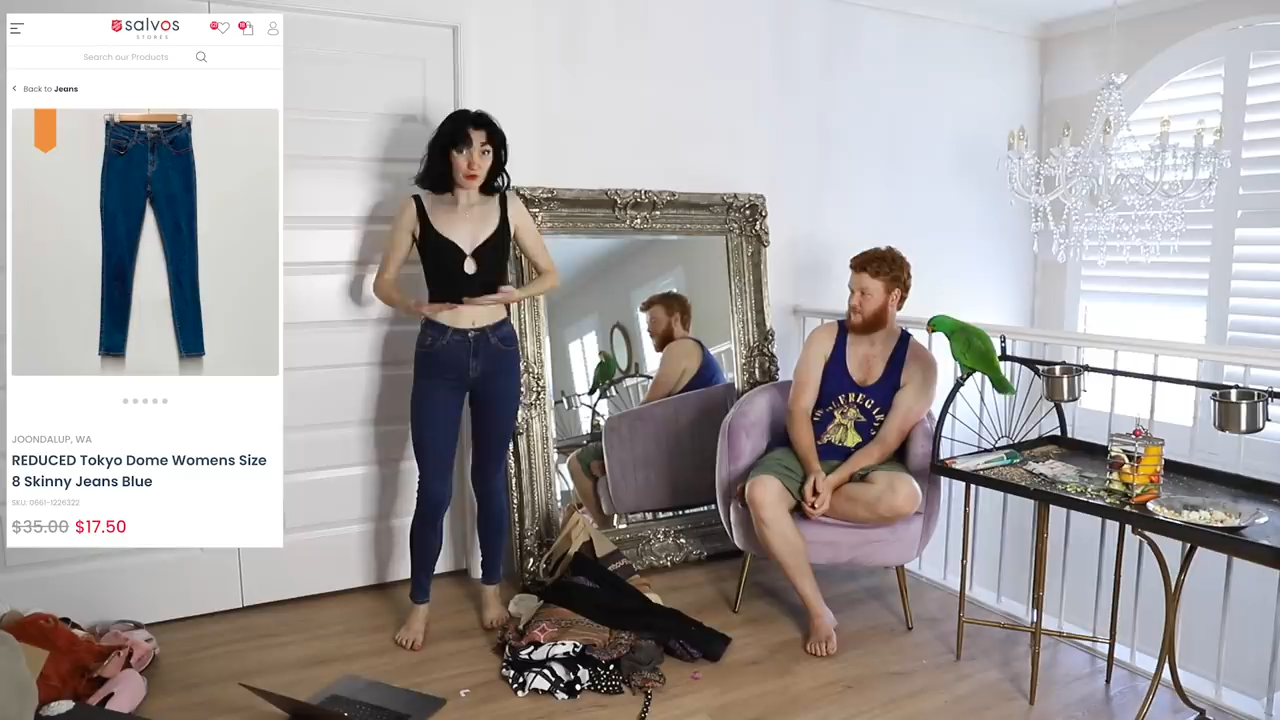 salvos
STORES
Search our Products
Back to Jeans
JOONDALUP, WA
REDUCED Tokyo Dome Womens Size
8 Skinny Jeans Blue
SKU: 0661-1226322
$35.00 $17.50